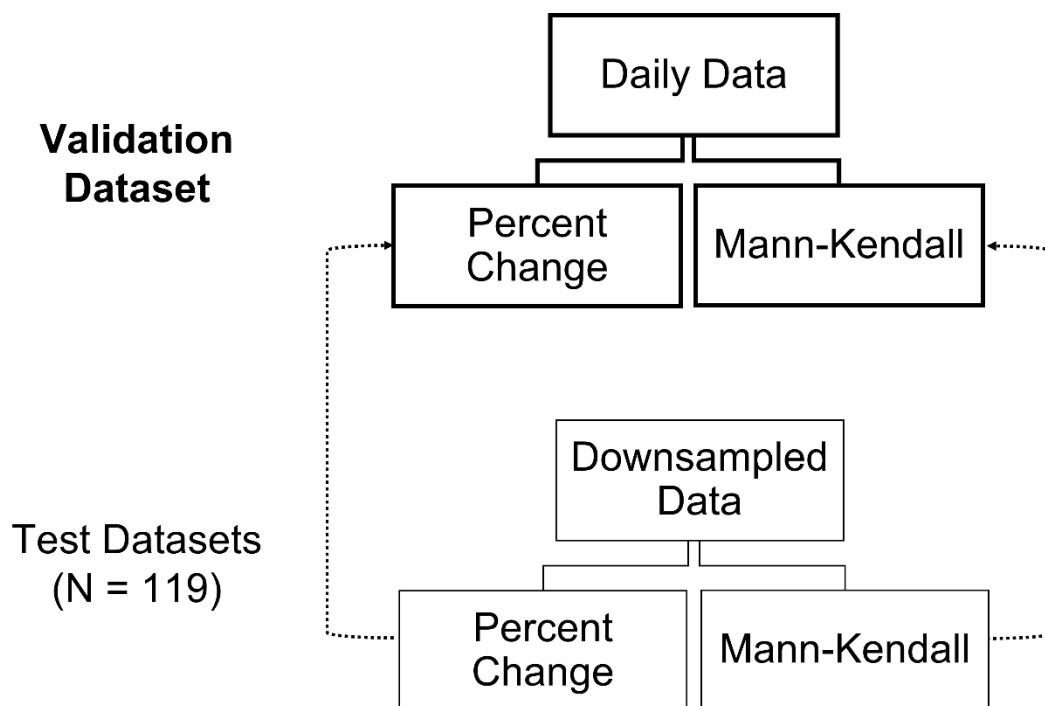 Daily Data
Validation
Dataset
Percent
Change
Mann-Kendall
Downsampled
Data
Test Datasets
(N = 119)
Percent
Change
Mann-Kendall